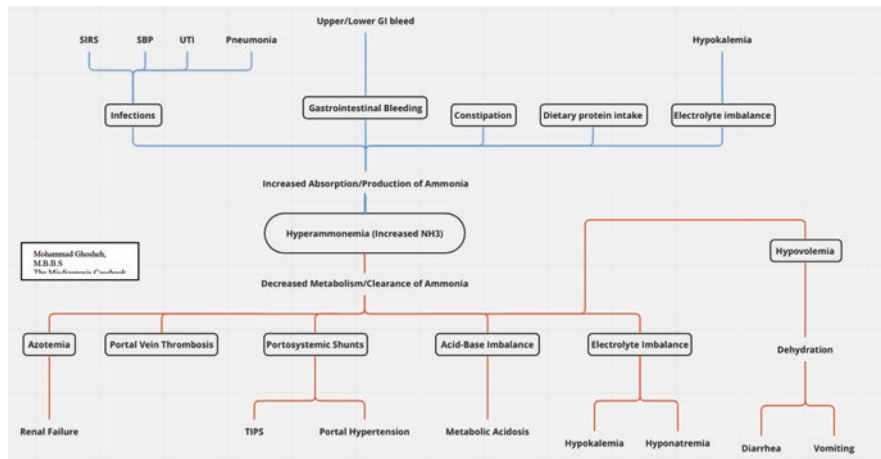 Upper/Lower GI bleed
SIRS SBP UTI Pneumonia Hypokalemia
Infections Gastrointestinal Bleeding Constipation Dietary protein intake Electrolyte imbalance
Increased Absorption/Production of Ammonia
Hyperammonemia (Increased NH3)
Mohammad Ghosheh,
M.B.B.S
The Misdiagnosis Casebook
Hypovolemia
Decreased Metabolism/Clearance of Ammonia
Azotemia Portal Vein Thrombosis Portosystemic Shunts Acid-Base Imbalance Electrolyte Imbalance
Dehydration
Renal Failure TIPS Portal Hypertension Metabolic Acidosis
Hypokalemia Hyponatremia
Diarrhea Vomiting